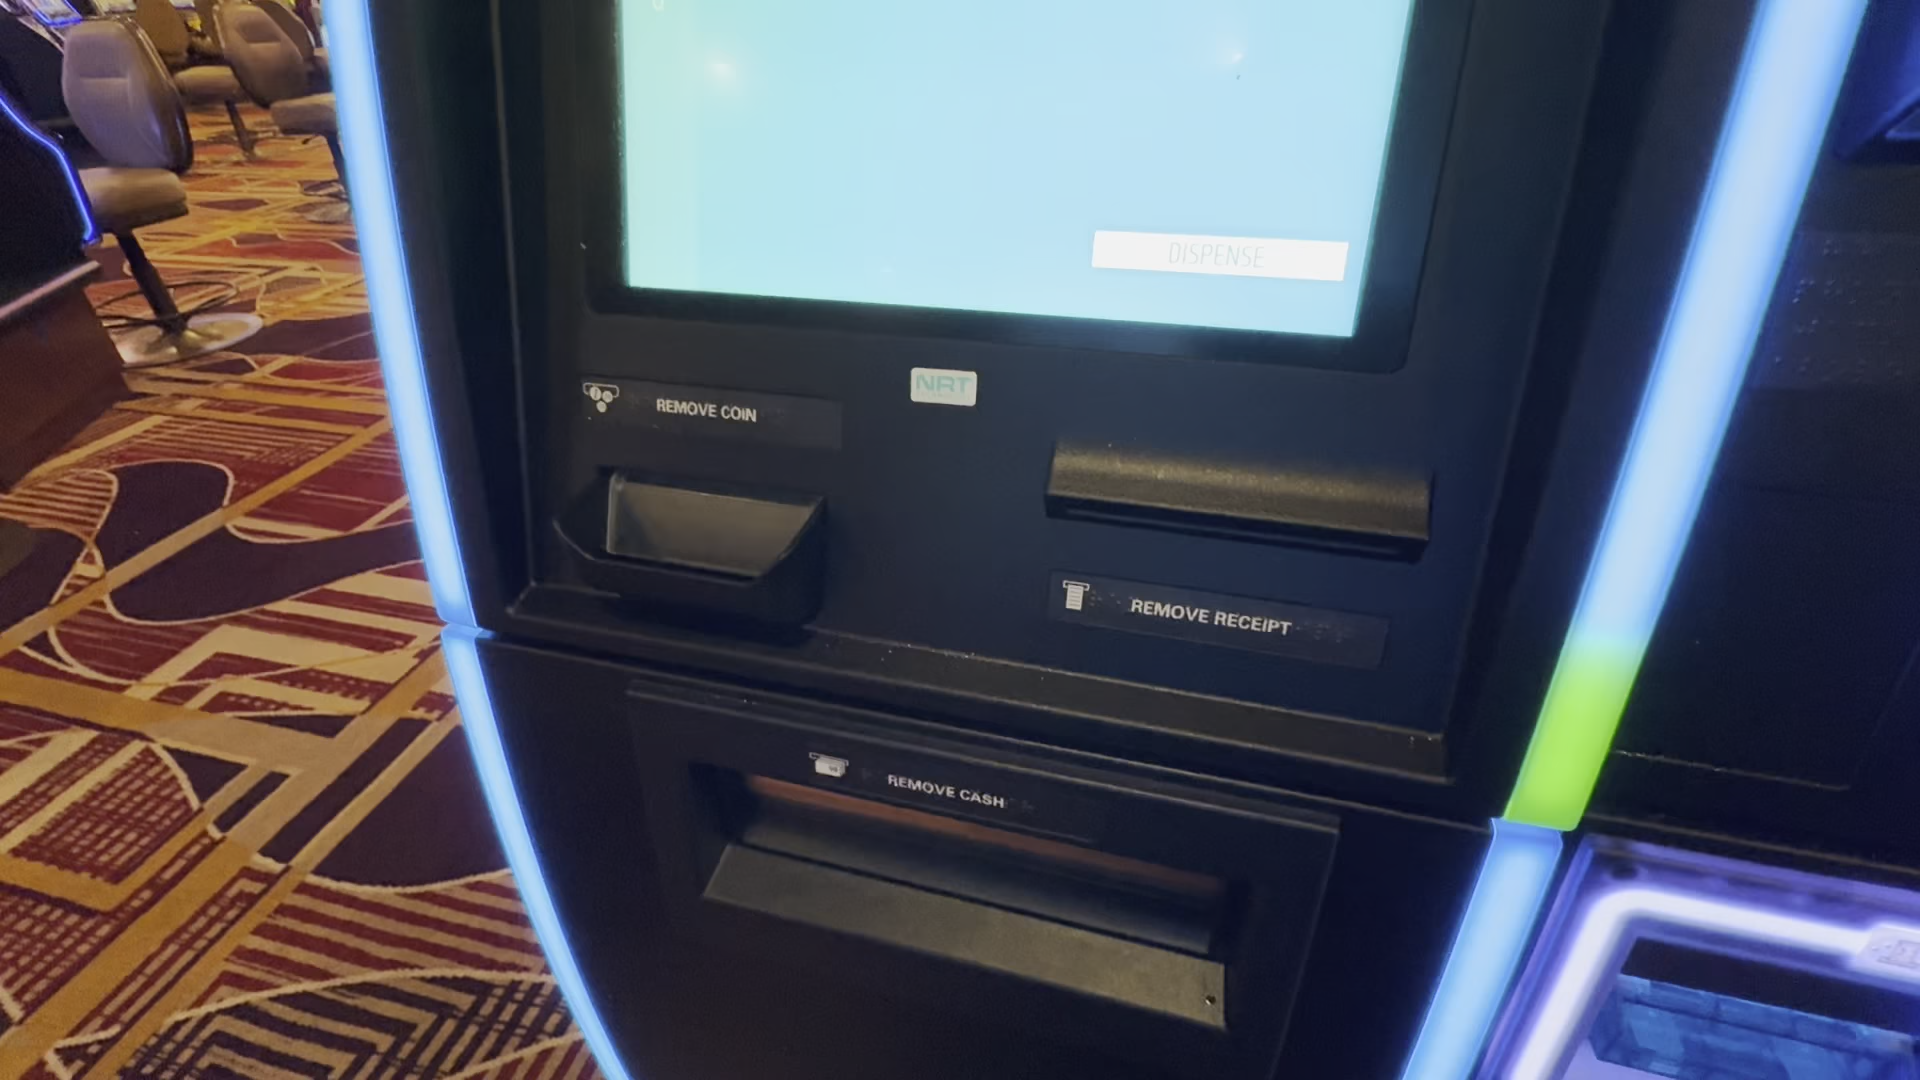 DISPENSE
NRT
REMOVE COIN
REMOVE RECEIPT
REMOVE CASH